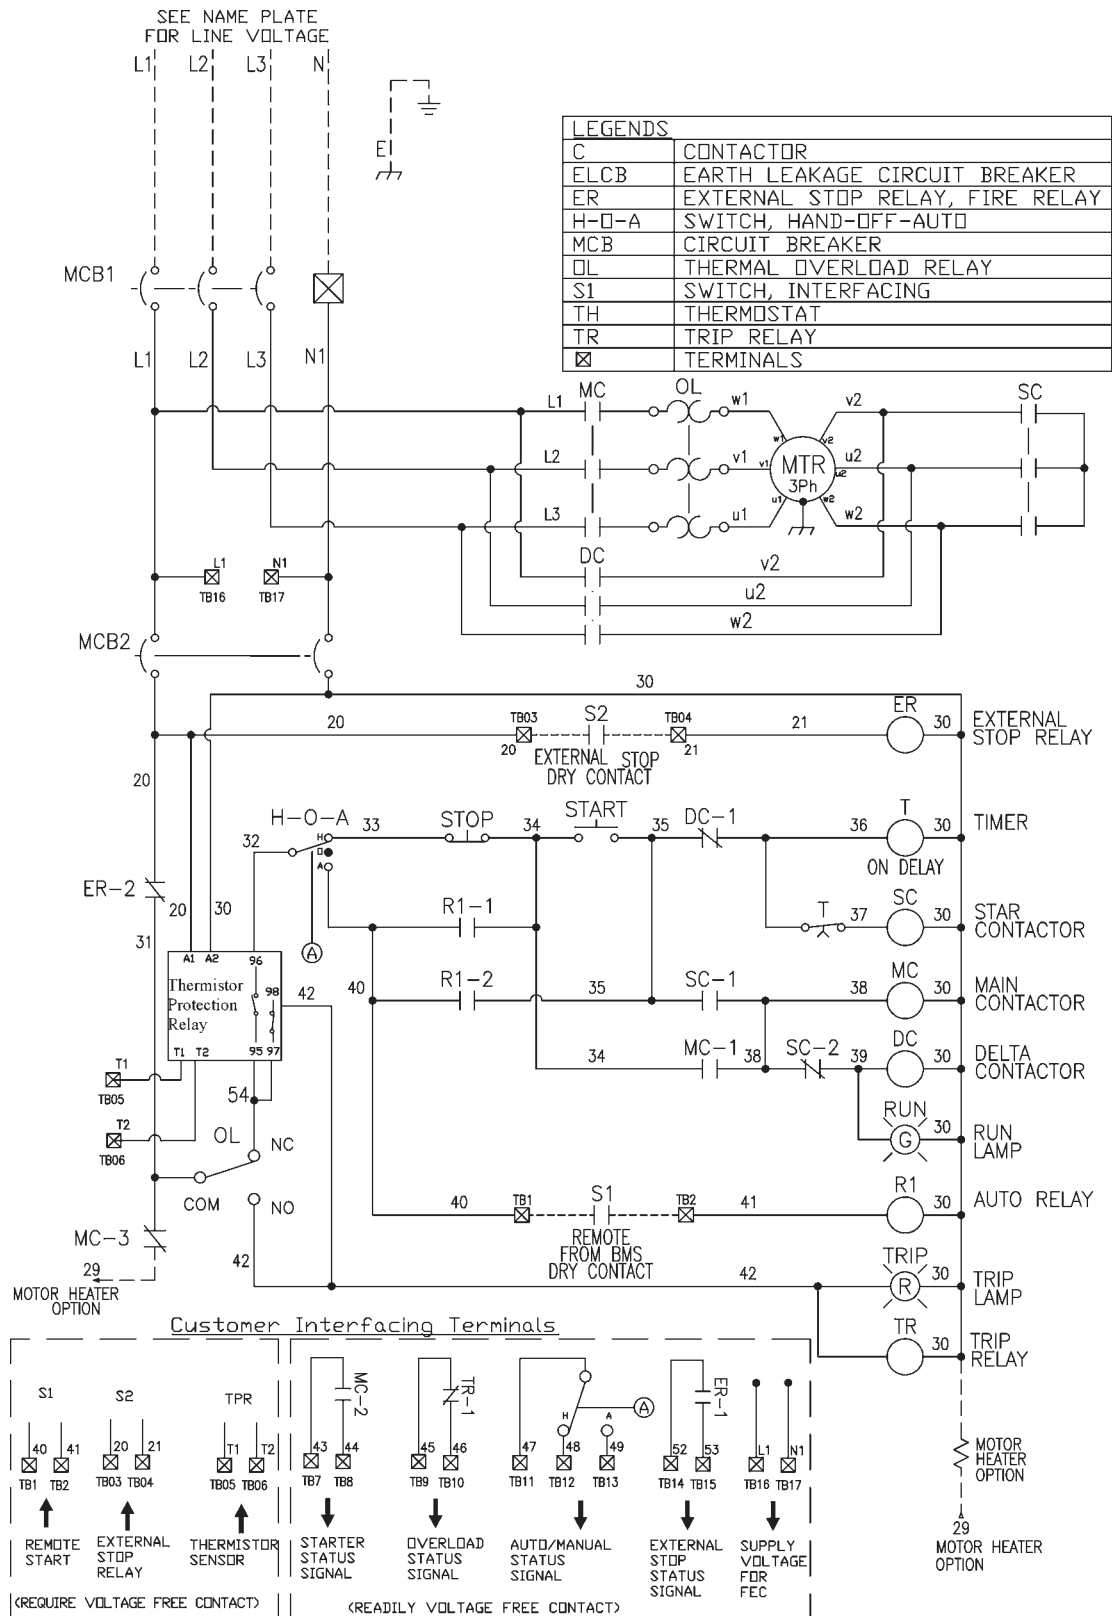 SEE NAME PLATE
FOR LINE VOLTAGE
L1 L2 L3 N
E
LEGENDS
C CONTACTOR
ELCB EARTH LEAKAGE CIRCUIT BREAKER
ER EXTERNAL STOP RELAY, FIRE RELAY
H-O-A SWITCH, HAND-OFF-AUTO
MCB CIRCUIT BREAKER
OL THERMAL OVERLOAD RELAY
S1 SWITCH, INTERFACING
TH THERMOSTAT
TR TRIP RELAY
TERMINALS
MCB1
L1 L2 L3 N1
MC OL SC
L1 w1 v2
w1 v2
L2 v1 v1 MTR u2
3Ph u2
u1 w2
L3 u1 w2
DC
v2
L1 N1
TB16 TB17
u2
w2
MCB2
30
20 TB03 S2 TB04 21 ER 30 EXTERNAL
STOP RELAY
20 21
EXTERNAL STOP
DRY CONTACT
20
H-O-A 33 STOP 34 START 35 DC-1 36 T 30 TIMER
32 H
O
A
ON DELAY
ER-2
20 30
31
A
R1-1 T 37 SC 30 STAR
CONTACTOR
A1 A2 96
98
Thermistor
Protection
Relay
42
40 R1-2 35 SC-1 38 MC 30 MAIN
CONTACTOR
T1 T2 95 97
34 MC-1 38 SC-2 39 DC 30 DELTA
CONTACTOR
T1
TB05
54
T2
TB06
OL NC
RUN
G 30 RUN
LAMP
COM NO
40 TB1 S1 TB2 41 R1 30 AUTO RELAY
MC-3
REMOTE
FROM BMS
DRY CONTACT
42
29
MOTOR HEATER
OPTION
42 TRIP
R 30 TRIP
LAMP
TR 30 TRIP
RELAY
Customer Interfacing Terminals
S1 S2 TPR
MC-2 TR-1 H A A ER-1
40 41 20 21 T1 T2 43 44 45 46 47 48 49 52 53 L1 N1
TB1 TB2 TB03 TB04 TB05 TB06 TB7 TB8 TB9 TB10 TB11 TB12 TB13 TB14 TB15 TB16 TB17
MOTOR
HEATER
OPTION
29
MOTOR HEATER
OPTION
REMOTE
START
EXTERNAL
STOP
RELAY
THERMISTOR
SENSOR
STARTER
STATUS
SIGNAL
OVERLOAD
STATUS
SIGNAL
AUTO/MANUAL
STATUS
SIGNAL
EXTERNAL
STOP
STATUS
SIGNAL
SUPPLY
VOLTAGE
FOR
FEC
(REQUIRE VOLTAGE FREE CONTACT)
(READILY VOLTAGE FREE CONTACT)